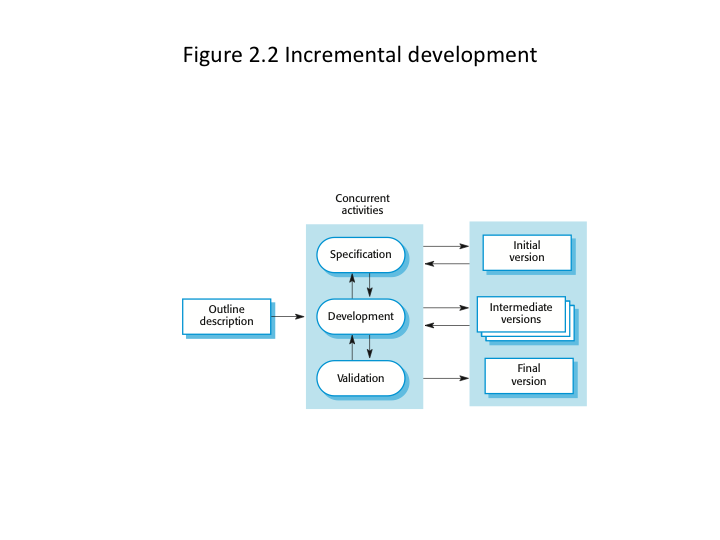 Figure 2.2 Incremental development
Concurrent
activities
Specification
Initial
version
Outline
description
Development
Intermediate
versions
Validation
Final
version